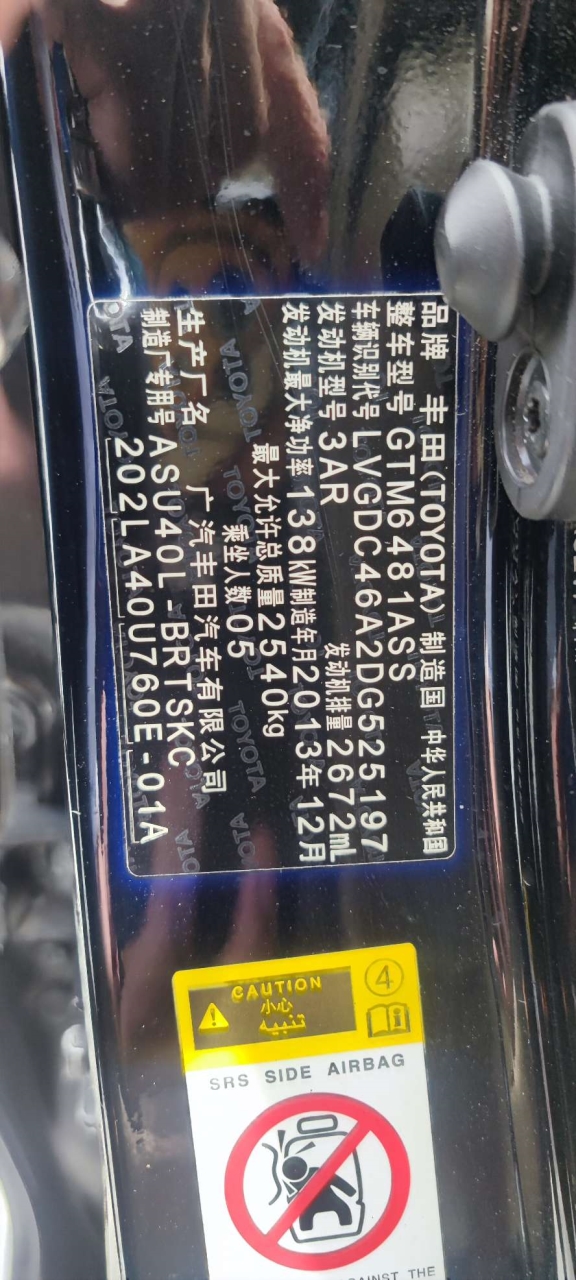 品牌 丰田(TOYOTA) 制造国 中华人民共和国
整车型号 GTM6481ASS
车辆识别代号 LVGDC46A2DG525197
发动机型号 3AR 发动机排量 2672mL
发动机最大净功率 138kW 制造年月 2013年12月
最大允许总质量 2540kg
乘坐人数 05
生产厂名 广汽丰田汽车有限公司
制造厂专用号 ASU40L-BRTSKC
202LA40U760E-01A
CAUTION
小心
تنبيه
4
SRS SIDE AIRBAG
THE